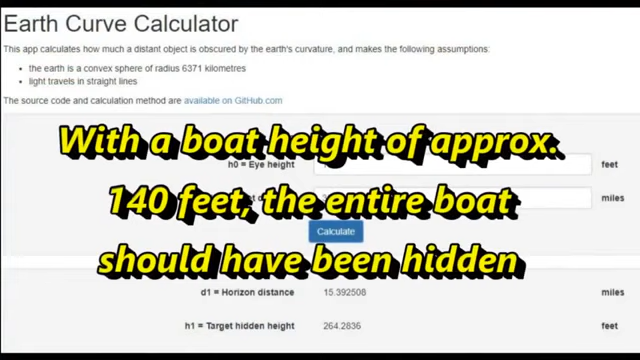 Earth Curve Calculator
This app calculates how much a distant object is obscured by the earth's curvature, and makes the following assumptions:
the earth is a convex sphere of radius 6371 kilometres
light travels in straight lines
The source code and calculation method are available on GitHub.com
With a boat height of approx.
h0 = Eye height
feet
140 feet, the entire boat
miles
Calculate
should have been hidden
d1 = Horizon distance 15.392508 miles
h1 = Target hidden height 264.2836 feet